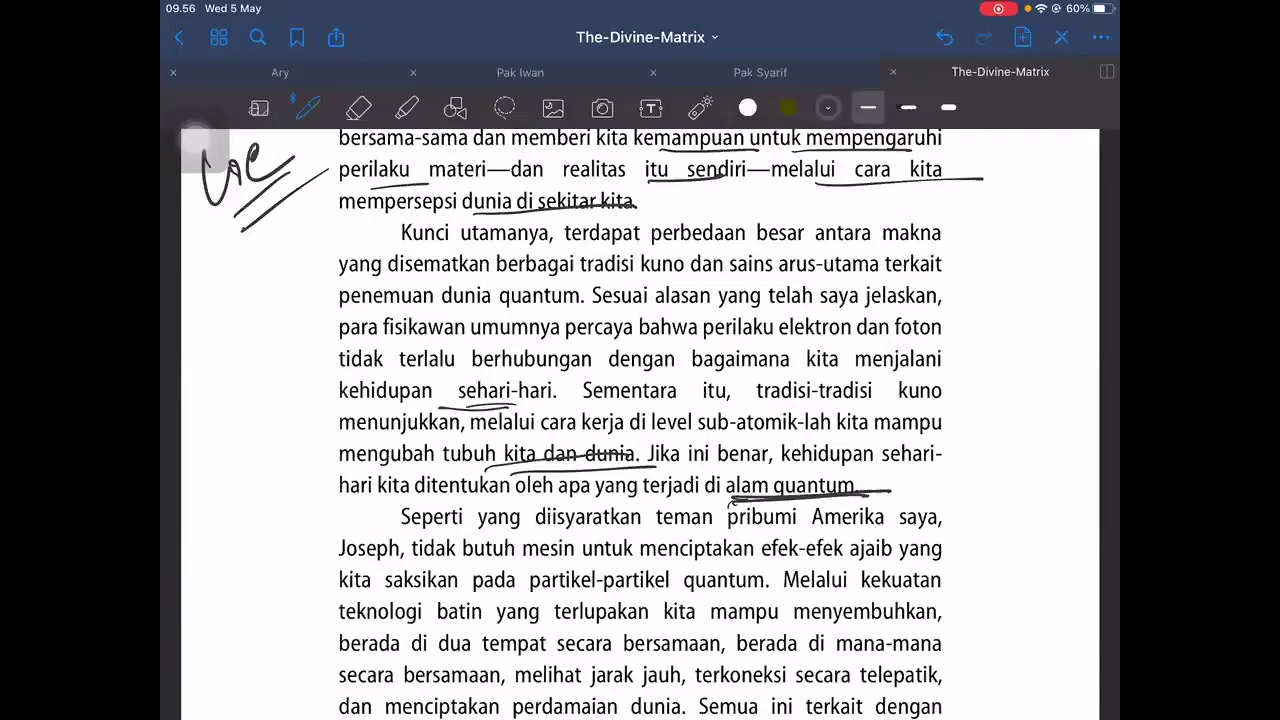 09.56 Wed 5 May 60%
The-Divine-Matrix
Ary Pak Iwan Pak Syarif The-Divine-Matrix
bersama-sama dan memberi kita kemampuan untuk mempengaruhi
perilaku materi—dan realitas itu sendiri—melalui cara kita
mempersepsi dunia di sekitar kita.
Kunci utamanya, terdapat perbedaan besar antara makna
yang disematkan berbagai tradisi kuno dan sains arus-utama terkait
penemuan dunia quantum. Sesuai alasan yang telah saya jelaskan,
para fisikawan umumnya percaya bahwa perilaku elektron dan foton
tidak terlalu berhubungan dengan bagaimana kita menjalani
kehidupan sehari-hari. Sementara itu, tradisi-tradisi kuno
menunjukkan, melalui cara kerja di level sub-atomik-lah kita mampu
mengubah tubuh kita dan dunia. Jika ini benar, kehidupan sehari-
hari kita ditentukan oleh apa yang terjadi di alam quantum.
Seperti yang diisyaratkan teman pribumi Amerika saya,
Joseph, tidak butuh mesin untuk menciptakan efek-efek ajaib yang
kita saksikan pada partikel-partikel quantum. Melalui kekuatan
teknologi batin yang terlupakan kita mampu menyembuhkan,
berada di dua tempat secara bersamaan, berada di mana-mana
secara bersamaan, melihat jarak jauh, terkoneksi secara telepatik,
dan menciptakan perdamaian dunia. Semua ini terkait dengan